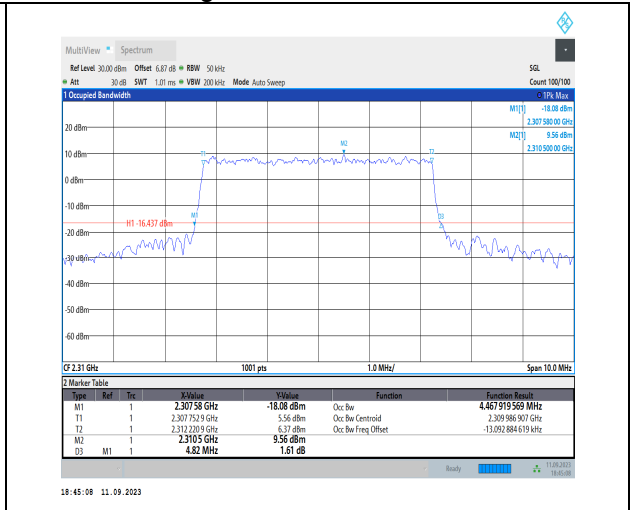 MultiView Spectrum
Ref Level 30.00 dBm Offset 6.87 dB RBW 50 kHz SGL
Att 30 dB SWT 1.01 ms VBW 200 kHz Mode Auto Sweep Count 100/100
1 Occupied Bandwidth 1Pk Max
M1[1] -18.08 dBm
2.307 580 00 GHz
M2[1] 9.56 dBm
2.310 500 00 GHz
20 dBm
M2
10 dBm T1 T2
0 dBm
-10 dBm
M1 D3
H1 -16.437 dBm
-20 dBm
-30 dBm
-40 dBm
-50 dBm
-60 dBm
CF 2.31 GHz 1001 pts 1.0 MHz/ Span 10.0 MHz
2 Marker Table
Type Ref Trc X-Value Y-Value Function Function Result
M1 1 2.307 58 GHz -18.08 dBm Occ Bw 4.467 919 569 MHz
T1 1 2.307 752 9 GHz 5.56 dBm Occ Bw Centroid 2.309 986 907 GHz
T2 1 2.312 220 9 GHz 6.37 dBm Occ Bw Freq Offset -13.092 884 619 kHz
M2 1 2.310 5 GHz 9.56 dBm
D3 M1 1 4.82 MHz 1.61 dB
Ready 11.09.2023
18:45:08
18:45:08 11.09.2023